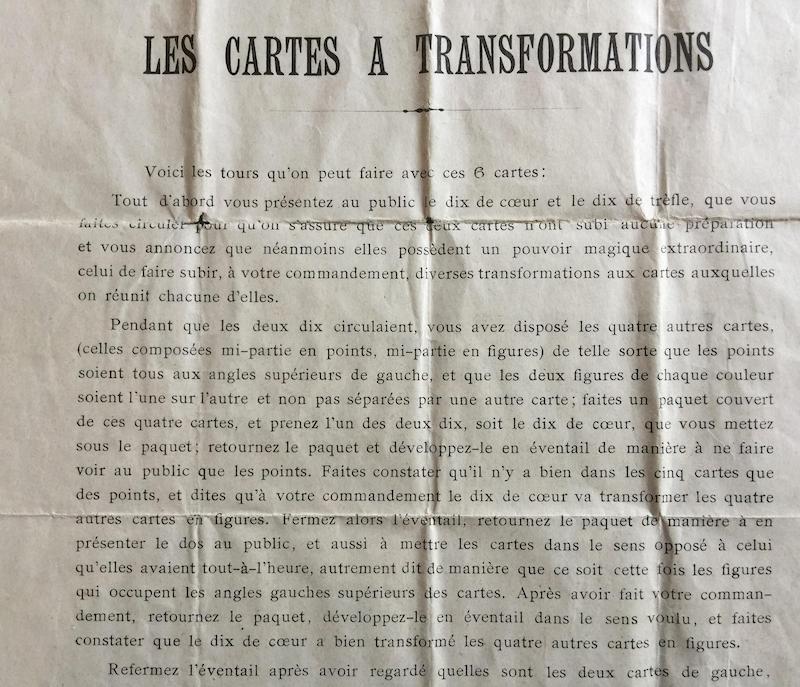 LES CARTES A TRANSFORMATIONS
Voici les tours qu'on peut faire avec ces 6 cartes:
Tout d'abord vous présentez au public le dix de cœur et le dix de trèfle, que vous
faites circuler pour qu'on s'assure que ces deux cartes n'ont subi aucune préparation
et vous annoncez que néanmoins elles possèdent un pouvoir magique extraordinaire,
celui de faire subir, à votre commandement, diverses transformations aux cartes auxquelles
on réunit chacune d'elles.
Pendant que les deux dix circulaient, vous avez disposé les quatre autres cartes,
(celles composées mi-partie en points, mi-partie en figures) de telle sorte que les points
soient tous aux angles supérieurs de gauche, et que les deux figures de chaque couleur
soient l'une sur l'autre et non pas séparées par une autre carte; faites un paquet couvert
de ces quatre cartes, et prenez l'un des deux dix, soit le dix de cœur, que vous mettez
sous le paquet; retournez le paquet et développez-le en éventail de manière à ne faire
voir au public que les points. Faites constater qu'il n'y a bien dans les cinq cartes que
des points, et dites qu'à votre commandement le dix de cœur va transformer les quatre
autres cartes en figures. Fermez alors l'éventail, retournez le paquet de manière à en
présenter le dos au public, et aussi à mettre les cartes dans le sens opposé à celui
qu'elles avaient tout-à-l'heure, autrement dit de manière que ce soit cette fois les figures
qui occupent les angles gauches supérieurs des cartes. Après avoir fait votre comman-
dement, retournez le paquet, développez-le en éventail dans le sens voulu, et faites
constater que le dix de cœur a bien transformé les quatre autres cartes en figures.
Refermez l'éventail après avoir regardé quelles sont les deux cartes de gauche,